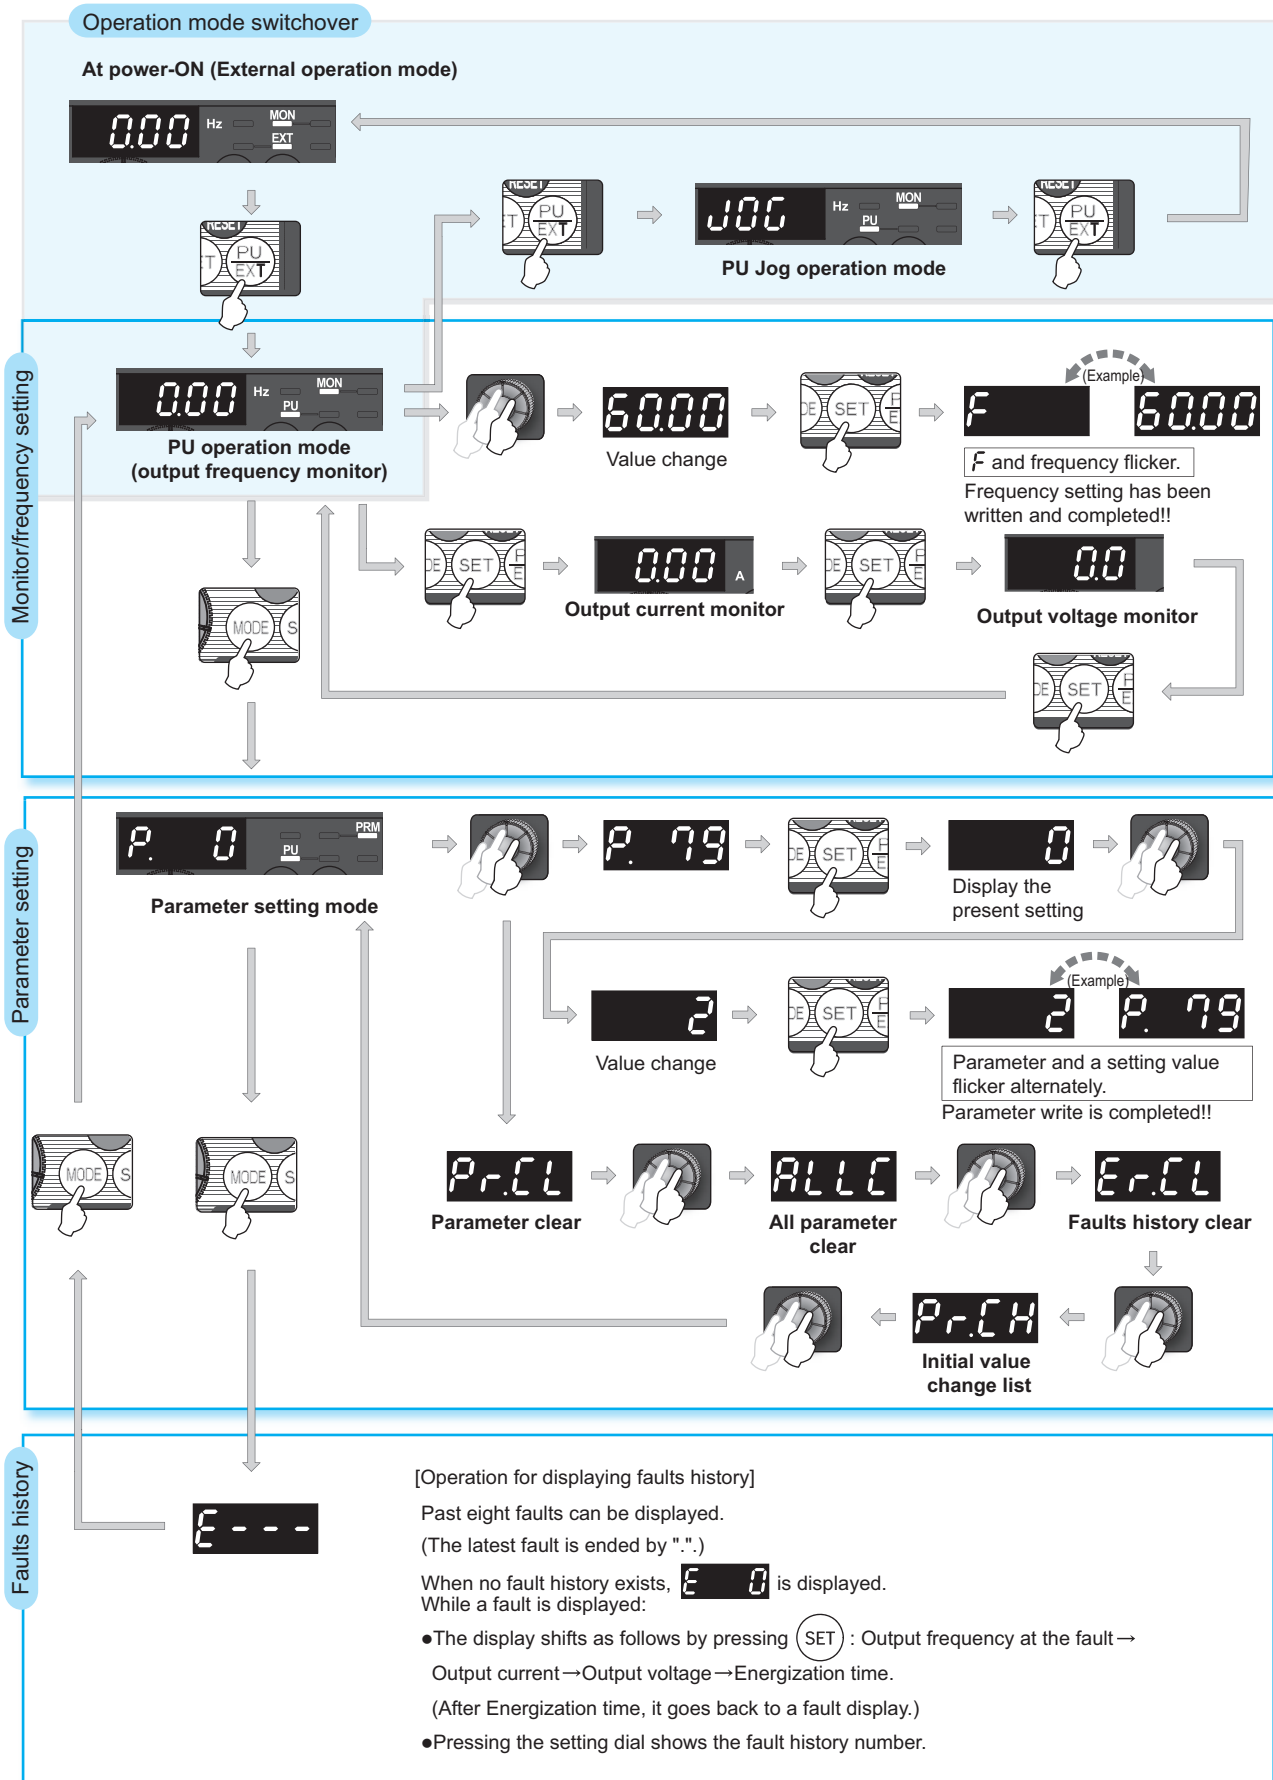 Operation mode switchover
At power-ON (External operation mode)
0.00 Hz MON
EXT
RESET
PU
EXT
RESET
PU
EXT
JOG Hz MON
PU
PU Jog operation mode
RESET
PU
EXT
Monitor/frequency setting
0.00 Hz MON
PU
PU operation mode
(output frequency monitor)
60.00
Value change
SET
(Example)
F 60.00
F and frequency flicker.
Frequency setting has been
written and completed!!
SET
0.00 A
Output current monitor
SET
0.0
Output voltage monitor
MODE S
SET
Parameter setting
P. 0 PRM
PU
Parameter setting mode
P. 79
SET
0
Display the
present setting
2
Value change
SET
(Example)
2 P. 79
Parameter and a setting value
flicker alternately.
Parameter write is completed!!
MODE S
MODE S
Pr.CL
Parameter clear
ALLC
All parameter
clear
Er.CL
Faults history clear
Pr.CH
Initial value
change list
Faults history
E---
[Operation for displaying faults history]
Past eight faults can be displayed.
(The latest fault is ended by ".".)
When no fault history exists, E 0 is displayed.
While a fault is displayed:
●The display shifts as follows by pressing SET : Output frequency at the fault→
Output current→Output voltage→Energization time.
(After Energization time, it goes back to a fault display.)
●Pressing the setting dial shows the fault history number.